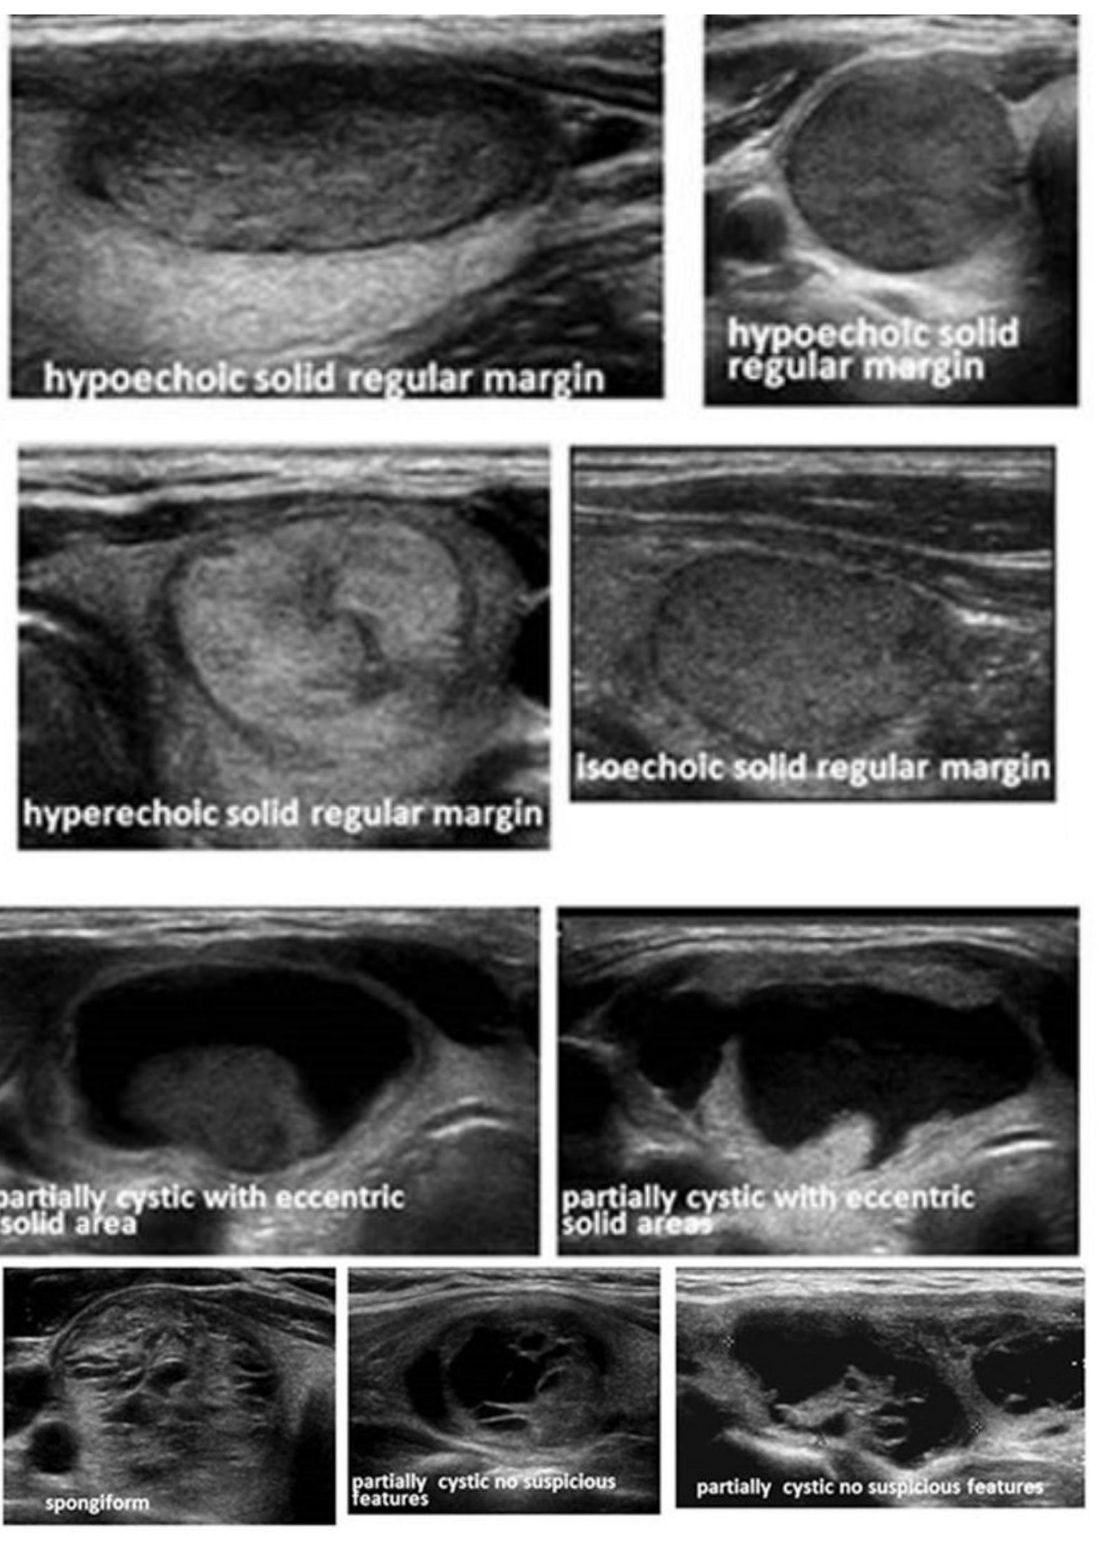 hypoechoic solid regular margin
hypoechoic solid
regular margin
hyperechoic solid regular margin
isoechoic solid regular margin
partially cystic with eccentric
solid area
partially cystic with eccentric
solid areas
spongiform
partially cystic no suspicious
features
partially cystic no suspicious features